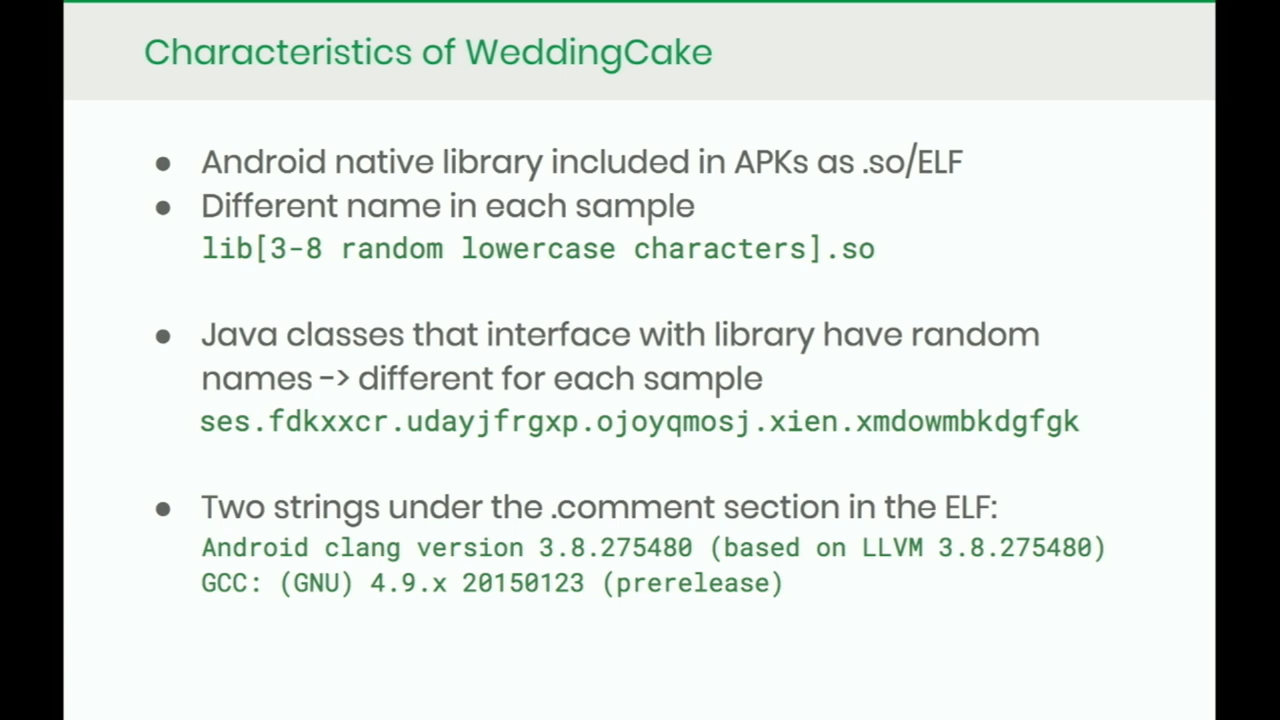 Characteristics of WeddingCake
● Android native library included in APKs as .so/ELF
● Different name in each sample
lib[3-8 random lowercase characters].so
● Java classes that interface with library have random
names -> different for each sample
ses.fdkxxcr.udayjfrgxp.ojoyqmosj.xien.xmdowmbkdgfgk
● Two strings under the .comment section in the ELF:
Android clang version 3.8.275480 (based on LLVM 3.8.275480)
GCC: (GNU) 4.9.x 20150123 (prerelease)